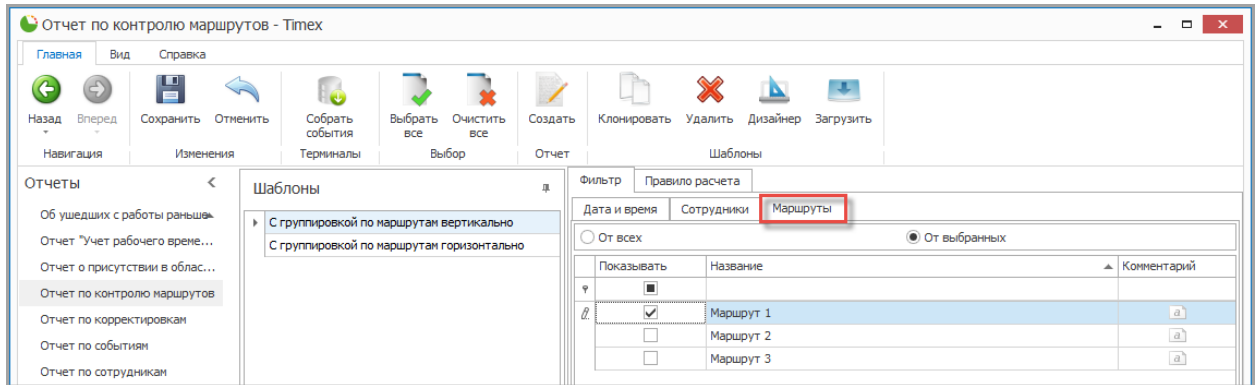 Отчет по контролю маршрутов - Timex
Главная Вид Справка
Назад Вперед Сохранить Отменить Собрать события Выбрать все Очистить все Создать Клонировать Удалить Дизайнер Загрузить
Навигация Изменения Терминалы Выбор Отчет Шаблоны
Отчеты
Об ушедших с работы раньше
Отчет "Учет рабочего време...
Отчет о присутствии в облас...
Отчет по контролю маршрутов
Отчет по корректировкам
Отчет по событиям
Отчет по сотрудникам
Шаблоны
С группировкой по маршрутам вертикально
С группировкой по маршрутам горизонтально
Фильтр Правило расчета
Дата и время Сотрудники Маршруты
От всех От выбранных
Показывать Название Комментарий
Маршрут 1
Маршрут 2
Маршрут 3